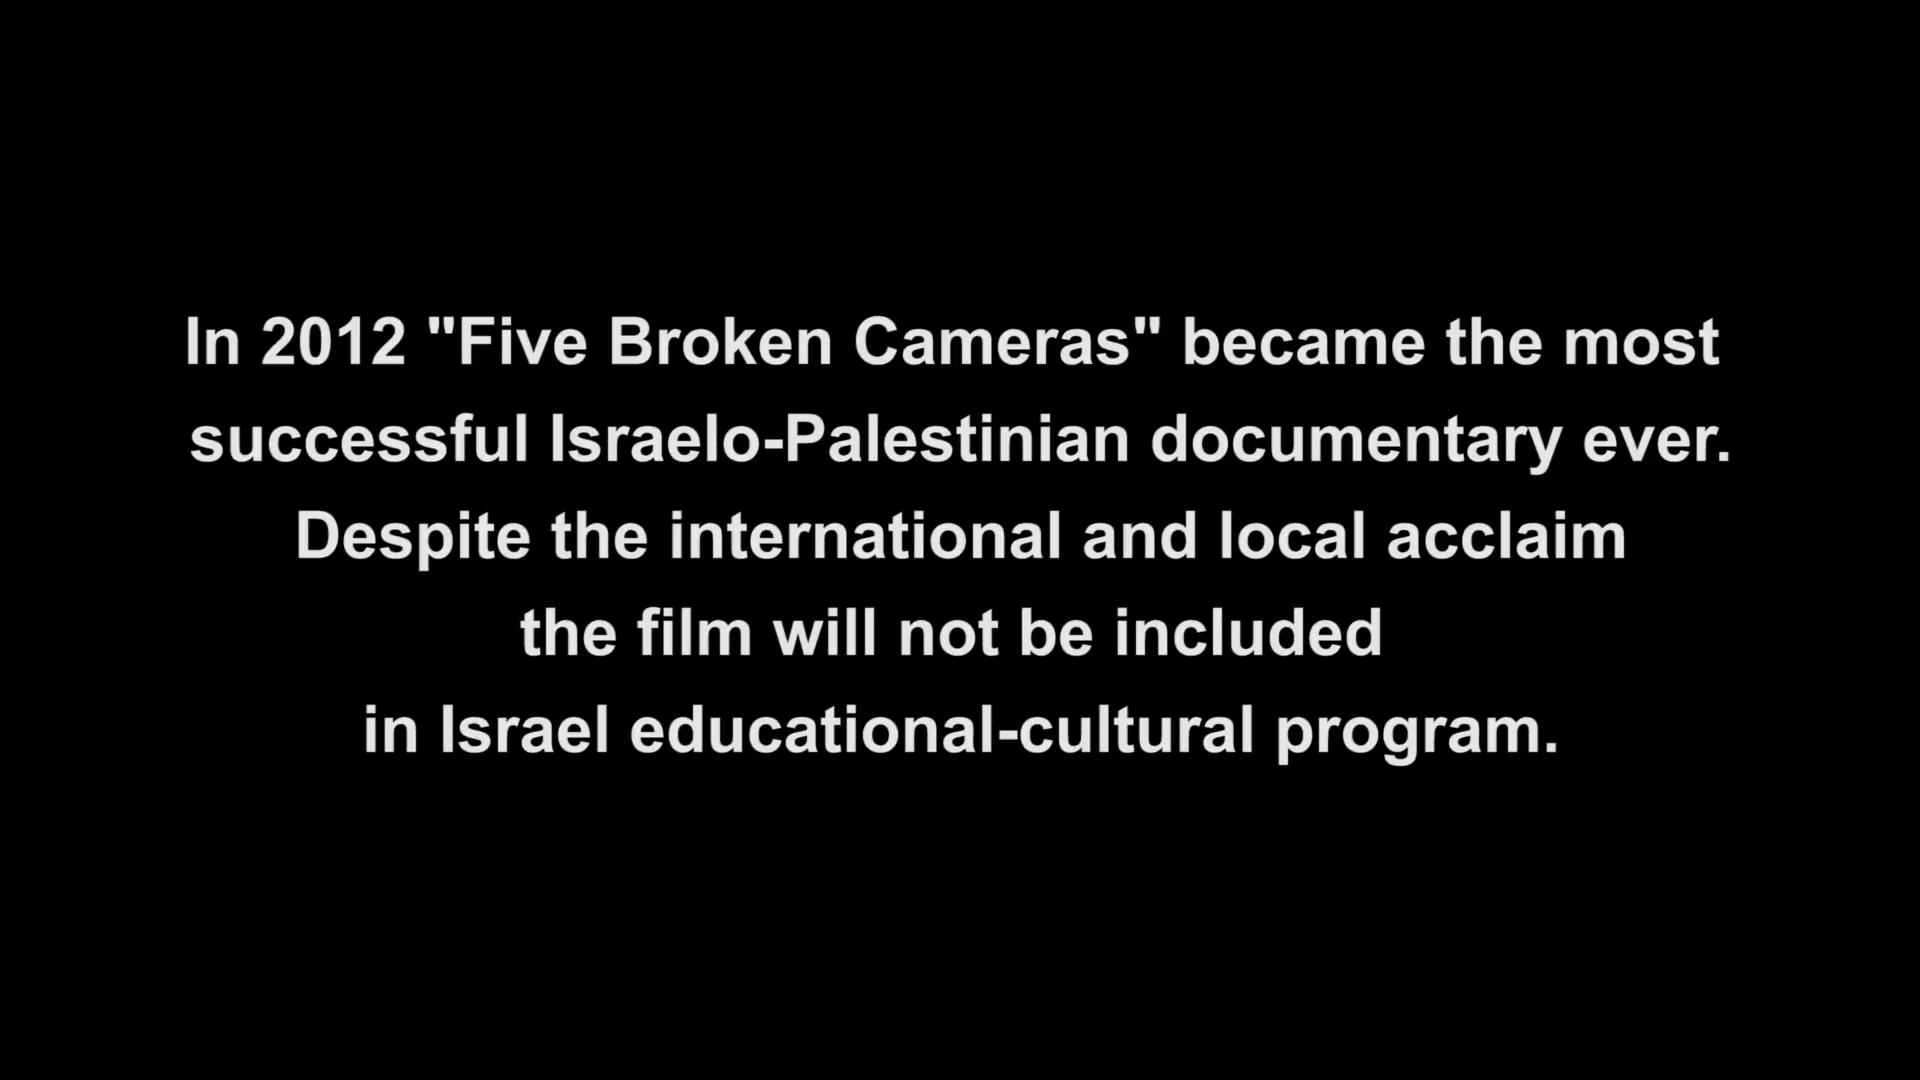 In 2012 "Five Broken Cameras" became the most
successful Israelo-Palestinian documentary ever.
Despite the international and local acclaim
the film will not be included
in Israel educational-cultural program.